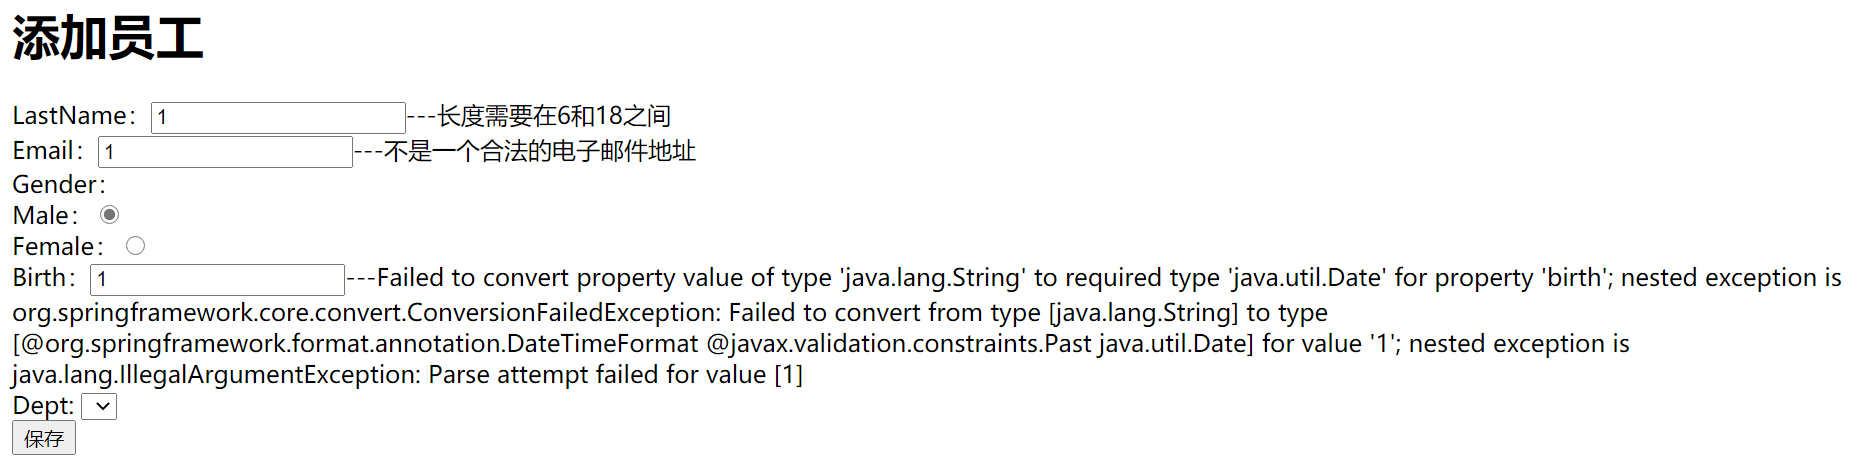 添加员工
LastName：1---长度需要在6和18之间
Email：1---不是一个合法的电子邮件地址
Gender：
Male：
Female：
Birth：1---Failed to convert property value of type 'java.lang.String' to required type 'java.util.Date' for property 'birth'; nested exception is
org.springframework.core.convert.ConversionFailedException: Failed to convert from type [java.lang.String] to type
[@org.springframework.format.annotation.DateTimeFormat @javax.validation.constraints.Past java.util.Date] for value '1'; nested exception is
java.lang.IllegalArgumentException: Parse attempt failed for value [1]
Dept:
保存